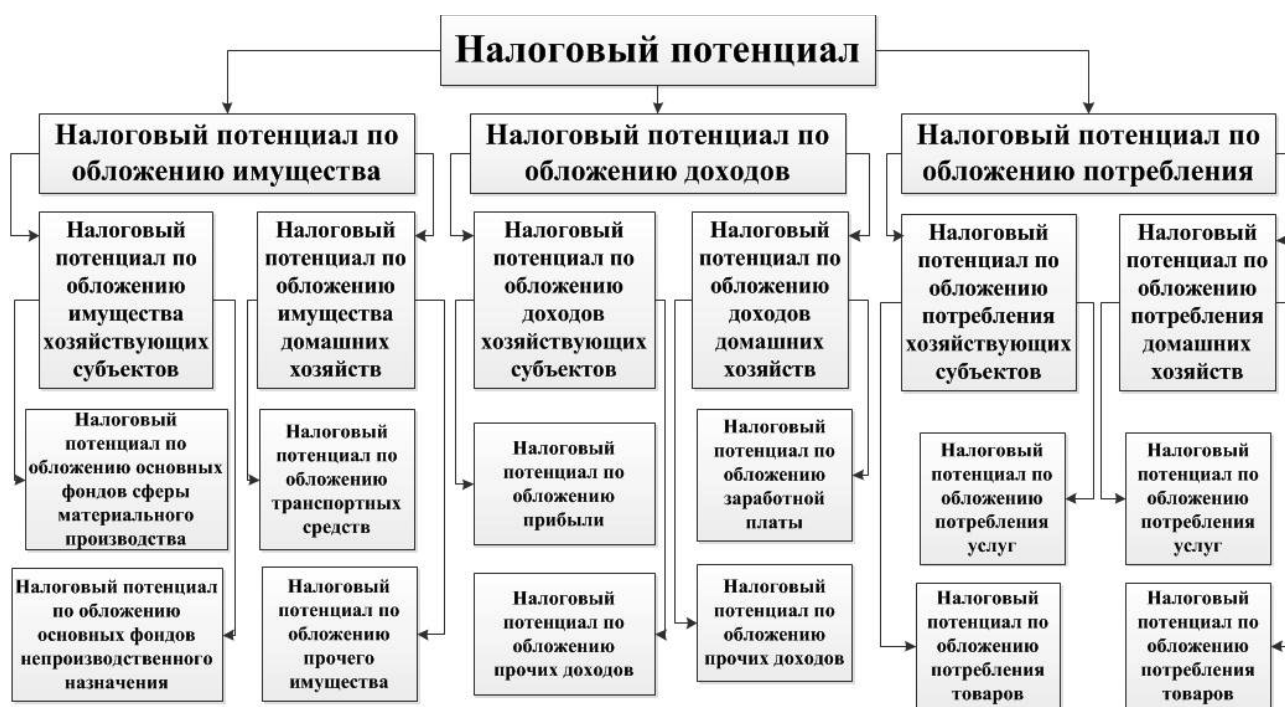 Налоговый потенциал
Налоговый потенциал по
обложению имущества
Налоговый потенциал по
обложению доходов
Налоговый потенциал по
обложению потребления
Налоговый
потенциал по
обложению
имущества
хозяйствующих
субъектов
Налоговый
потенциал по
обложению
имущества
домашних
хозяйств
Налоговый
потенциал по
обложению
доходов
хозяйствующих
субъектов
Налоговый
потенциал по
обложению
доходов
домашних
хозяйств
Налоговый
потенциал по
обложению
потребления
хозяйствующих
субъектов
Налоговый
потенциал по
обложению
потребления
домашних
хозяйств
Налоговый
потенциал по
обложению основных
фондов сферы
материального
производства
Налоговый
потенциал по
обложению
транспортных
средств
Налоговый
потенциал по
обложению
прибыли
Налоговый
потенциал по
обложению
заработной
платы
Налоговый
потенциал по
обложению
потребления
услуг
Налоговый
потенциал по
обложению
потребления
услуг
Налоговый потенциал
по обложению
основных фондов
непроизводственного
назначения
Налоговый
потенциал по
обложению
прочего
имущества
Налоговый
потенциал по
обложению
прочих доходов
Налоговый
потенциал по
обложению
прочих доходов
Налоговый
потенциал по
обложению
потребления
товаров
Налоговый
потенциал по
обложению
потребления
товаров